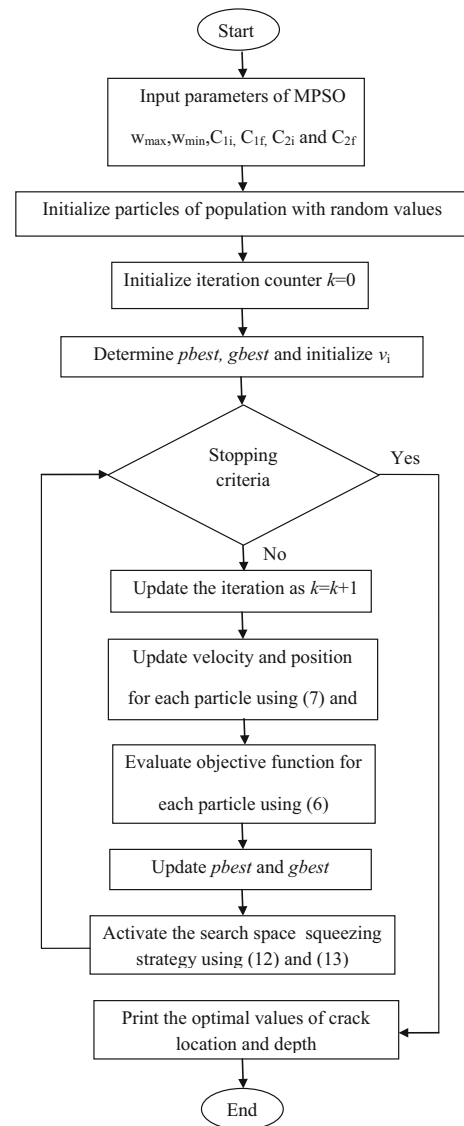 Start
Input parameters of MPSO
wmax,wmin,C1i, C1f, C2i and C2f
Initialize particles of population with random values
Initialize iteration counter k=0
Determine pbest, gbest and initialize vi
Stopping
criteria
Yes
No
Update the iteration as k=k+1
Update velocity and position
for each particle using (7) and
Evaluate objective function for
each particle using (6)
Update pbest and gbest
Activate the search space squeezing
strategy using (12) and (13)
Print the optimal values of crack
location and depth
End